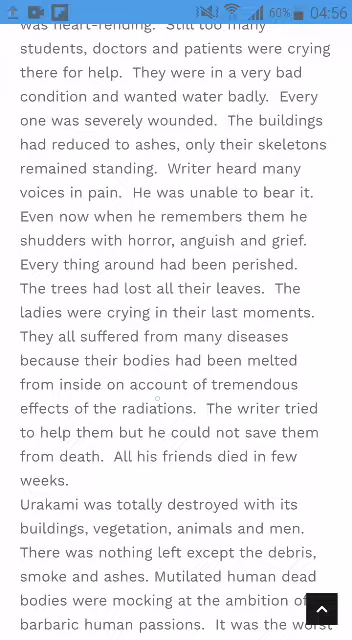 60% 04:56
was heart-rending. Still too many
students, doctors and patients were crying
there for help. They were in a very bad
condition and wanted water badly. Every
one was severely wounded. The buildings
had reduced to ashes, only their skeletons
remained standing. Writer heard many
voices in pain. He was unable to bear it.
Even now when he remembers them he
shudders with horror, anguish and grief.
Every thing around had been perished.
The trees had lost all their leaves. The
ladies were crying in their last moments.
They all suffered from many diseases
because their bodies had been melted
from inside on account of tremendous
effects of the radiations. The writer tried
to help them but he could not save them
from death. All his friends died in few
weeks.
Urakami was totally destroyed with its
buildings, vegetation, animals and men.
There was nothing left except the debris,
smoke and ashes. Mutilated human dead
bodies were mocking at the ambition of
barbaric human passions. It was the worst